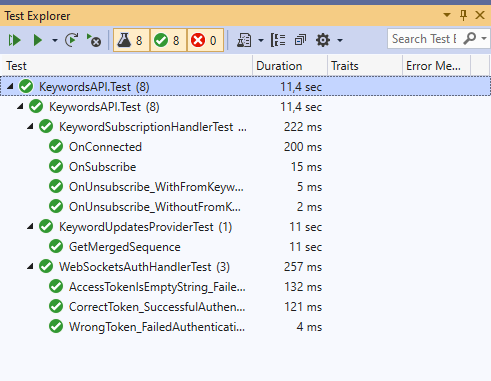 Test Explorer
8 8 0 Search Test E
Test Duration Traits Error Me...
KeywordsAPI.Test (8) 11,4 sec
KeywordsAPI.Test (8) 11,4 sec
KeywordSubscriptionHandlerTest ... 222 ms
OnConnected 200 ms
OnSubscribe 15 ms
OnUnsubscribe_WithFromKeyw... 5 ms
OnUnsubscribe_WithoutFromK... 2 ms
KeywordUpdatesProviderTest (1) 11 sec
GetMergedSequence 11 sec
WebSocketsAuthHandlerTest (3) 257 ms
AccessTokenIsEmptyString_Faile... 132 ms
CorrectToken_SuccessfulAuthen... 121 ms
WrongToken_FailedAuthenticati... 4 ms